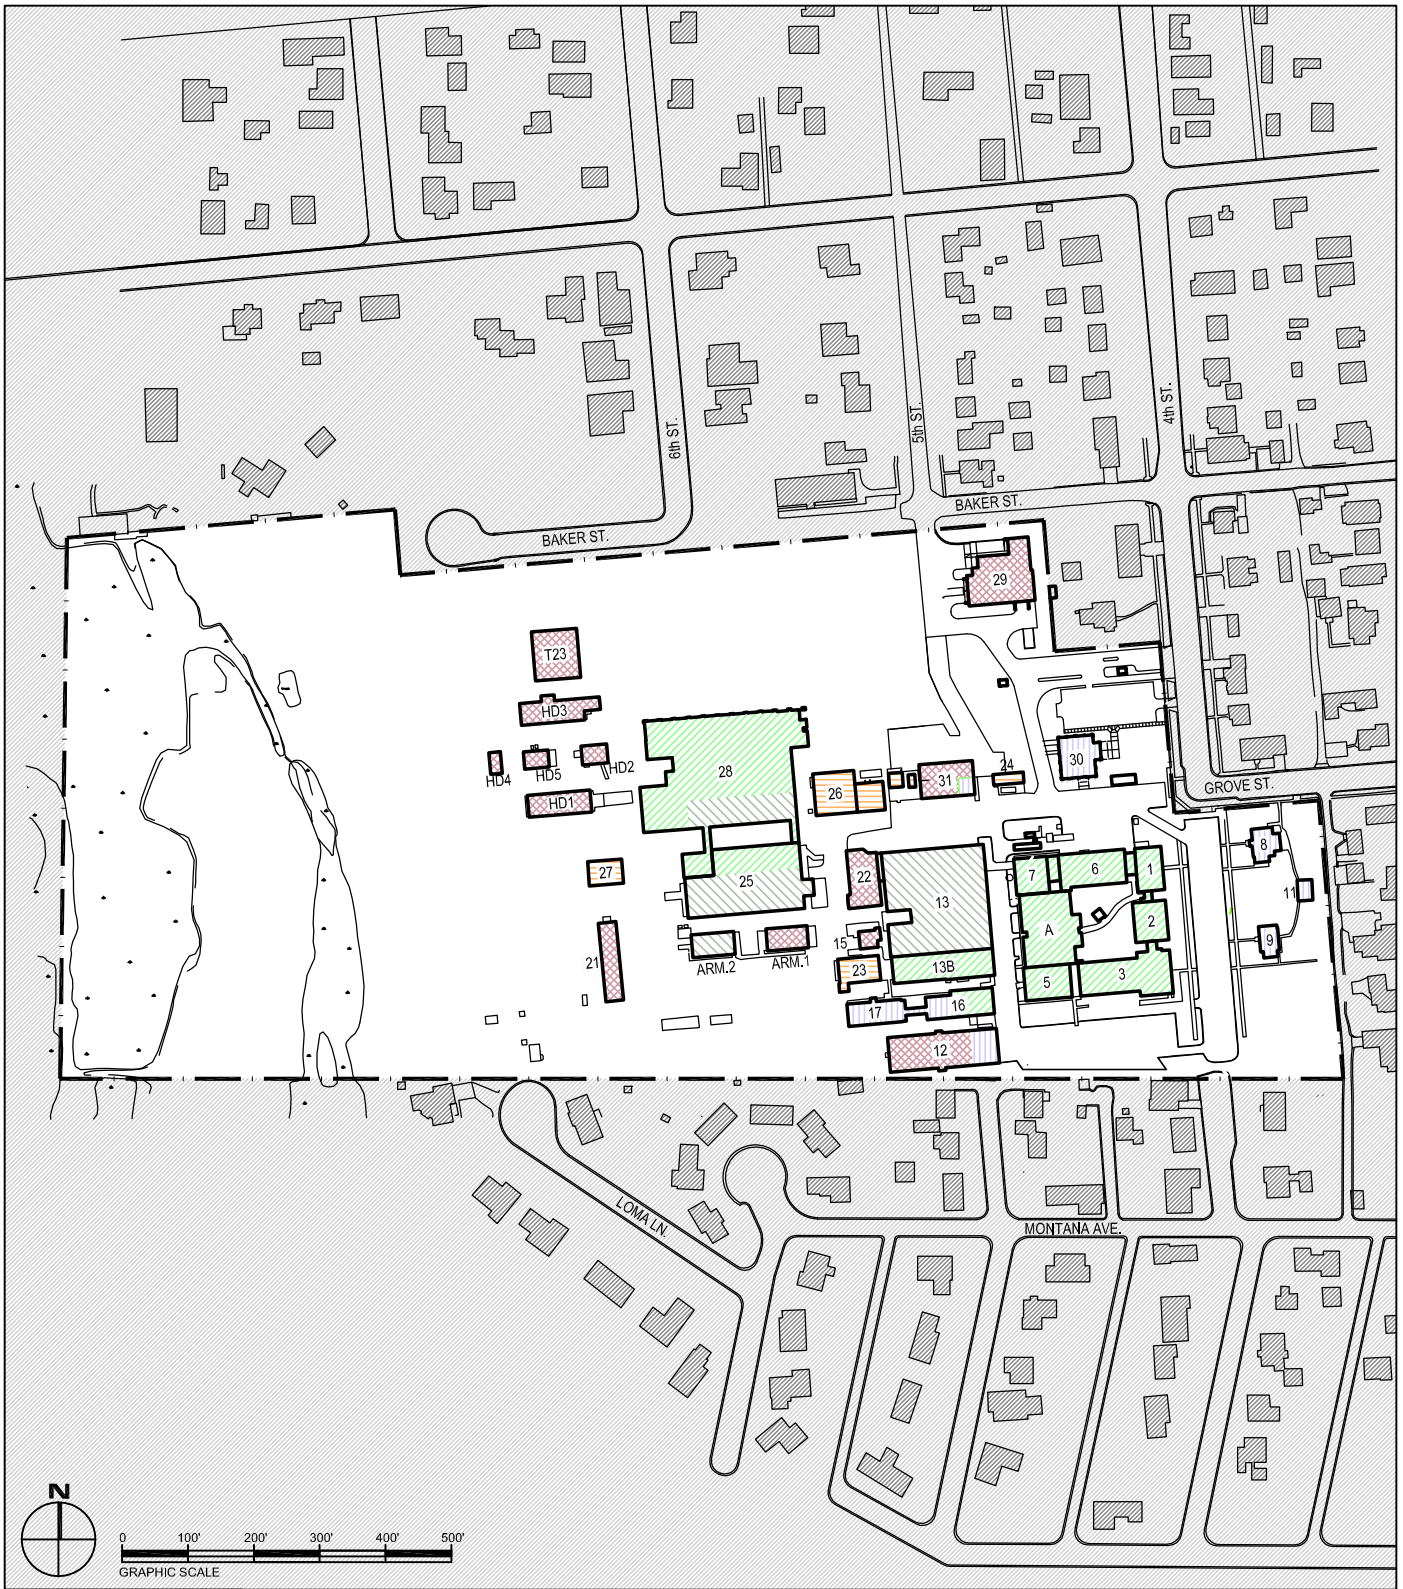 6th ST.
5th ST.
4th ST.
BAKER ST.
BAKER ST.
29
T23
HD3
HD4
HD5
HD2
28
31
24
30
HD1
26
GROVE ST.
27
25
22
13
7
6
1
8
11
A
2
9
21
ARM.2
ARM.1
15
23
13B
5
3
17
16
12
LOMA LN.
MONTANA AVE.
N
0 100' 200' 300' 400' 500'
GRAPHIC SCALE